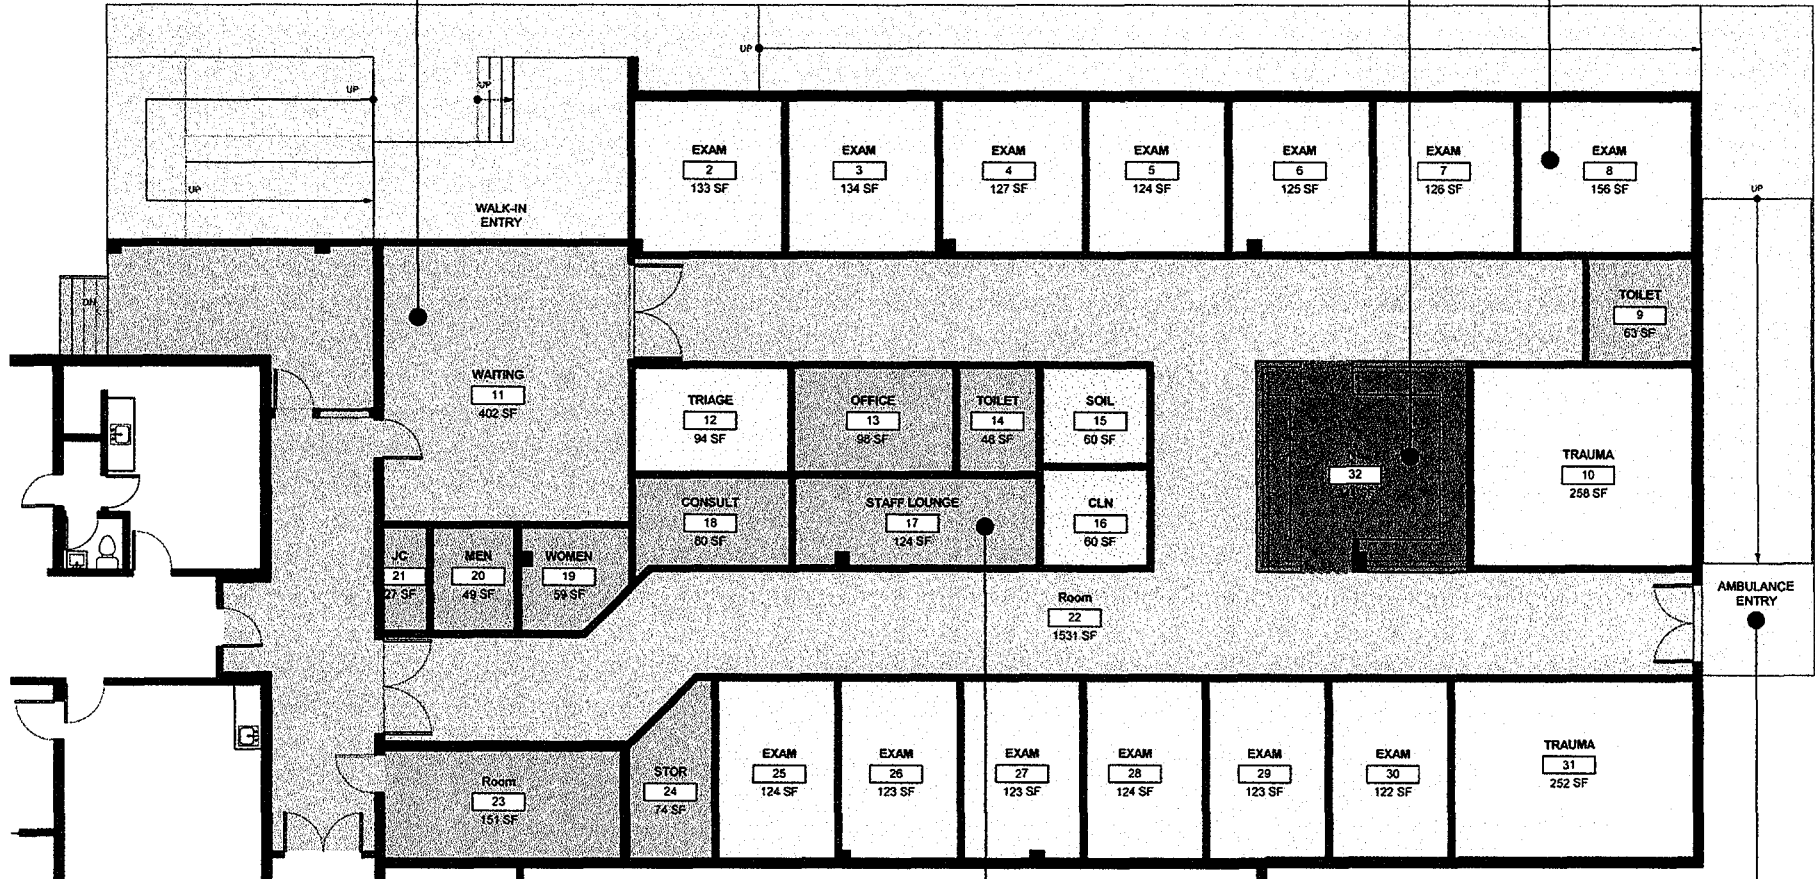 UP
UP
UP
UP
WALK-IN
ENTRY
EXAM
2
133 SF
EXAM
3
134 SF
EXAM
4
127 SF
EXAM
5
124 SF
EXAM
6
125 SF
EXAM
7
126 SF
EXAM
8
156 SF
UP
DN
TOILET
9
63 SF
WAITING
11
402 SF
TRIAGE
12
94 SF
OFFICE
13
98 SF
TOILET
14
48 SF
SOIL
15
60 SF
32
TRAUMA
10
258 SF
CONSULT
18
80 SF
STAFF LOUNGE
17
124 SF
CLN
16
60 SF
JC
21
27 SF
MEN
20
49 SF
WOMEN
19
59 SF
Room
22
1531 SF
AMBULANCE
ENTRY
Room
23
151 SF
STOR
24
74 SF
EXAM
25
124 SF
EXAM
26
123 SF
EXAM
27
123 SF
EXAM
28
124 SF
EXAM
29
123 SF
EXAM
30
122 SF
TRAUMA
31
252 SF